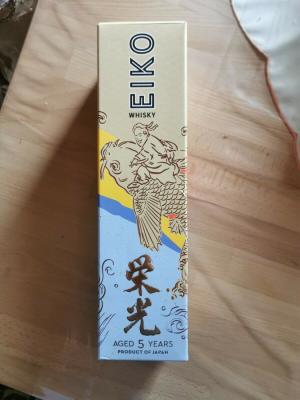 EIKO
WHISKY
栄光
AGED 5 YEARS
PRODUCT OF JAPAN